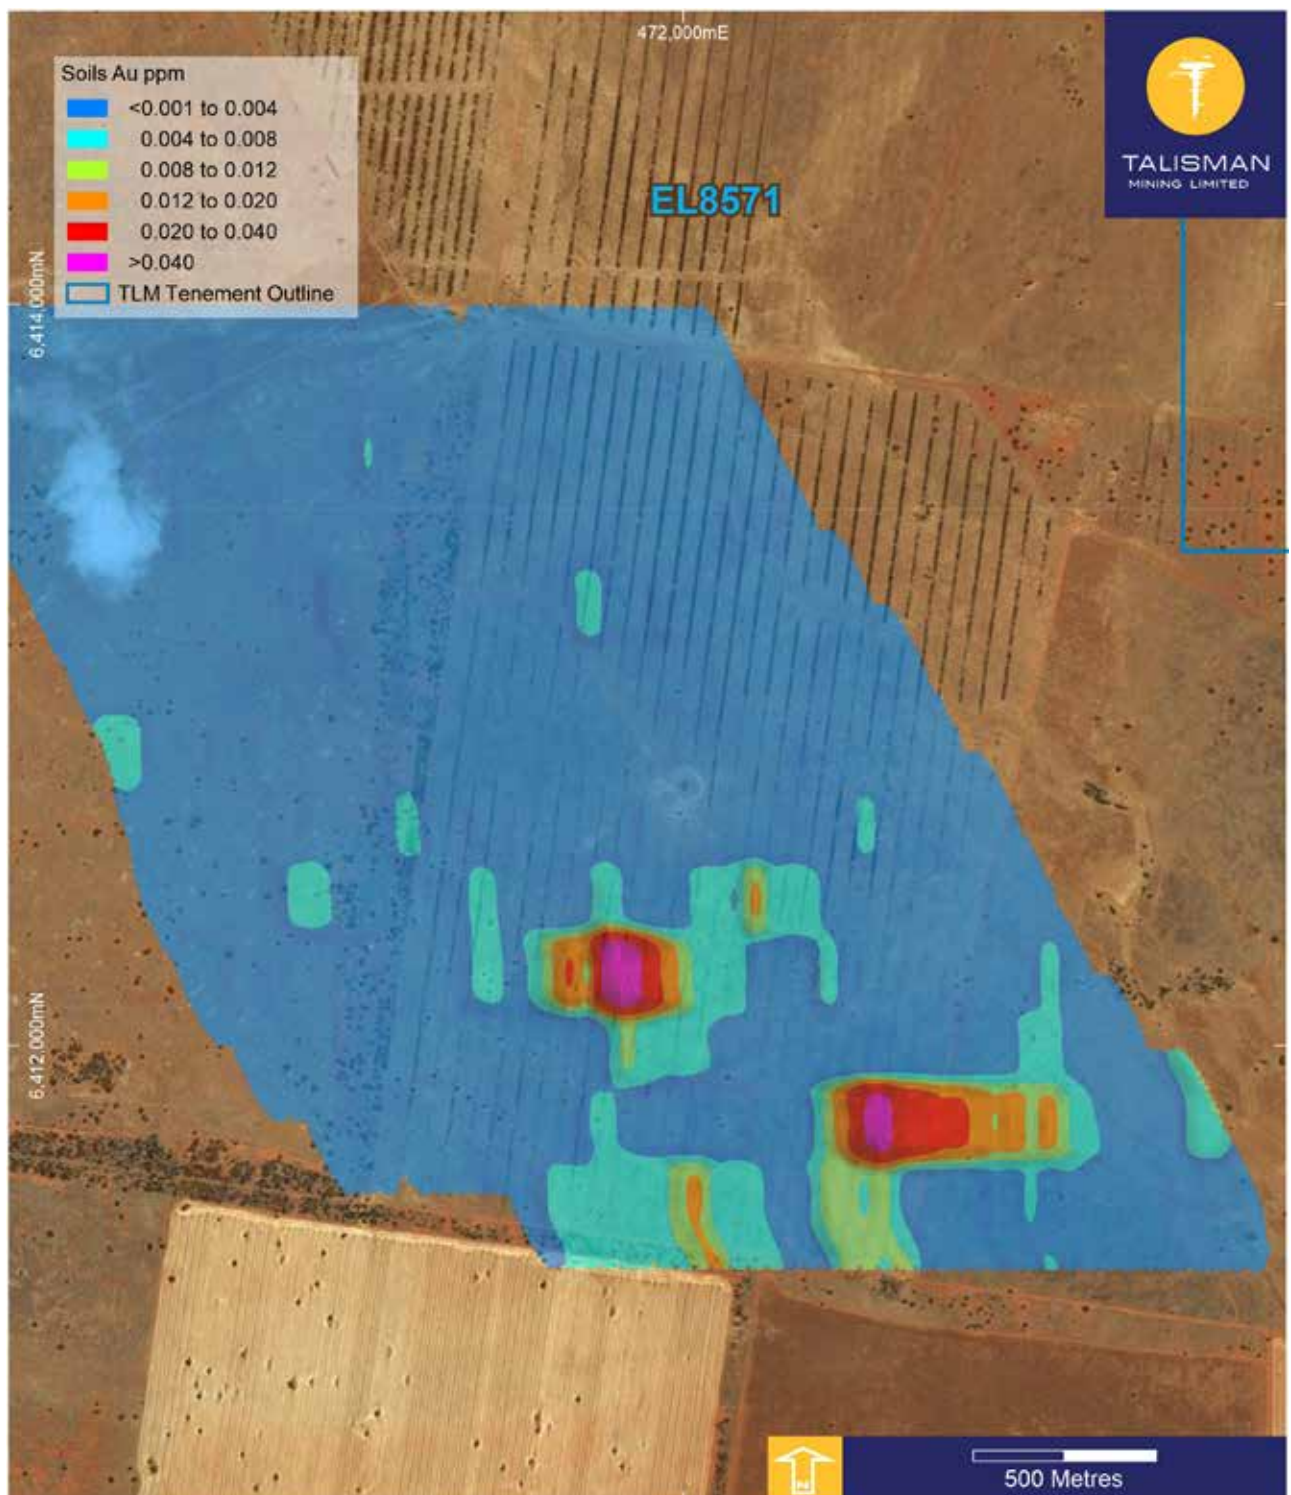 472,000mE
Soils Au ppm
<0.001 to 0.004
0.004 to 0.008
0.008 to 0.012
0.012 to 0.020
0.020 to 0.040
>0.040
TLM Tenement Outline
TALISMAN
MINING LIMITED
EL8571
6,414,000mN
6,412,000mN
N
500 Metres